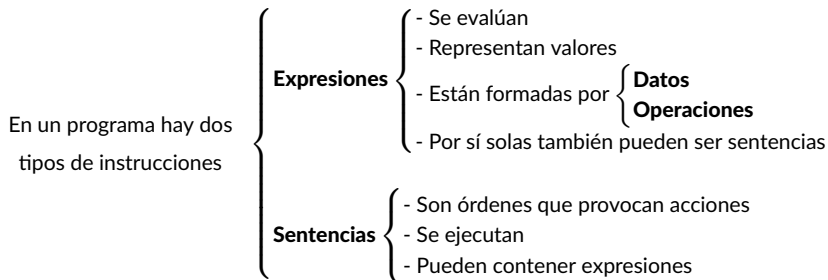 En un programa hay dos
tipos de instrucciones
Expresiones
- Se evalúan
- Representan valores
- Están formadas por
Datos
Operaciones
- Por sí solas también pueden ser sentencias
Sentencias
- Son órdenes que provocan acciones
- Se ejecutan
- Pueden contener expresiones